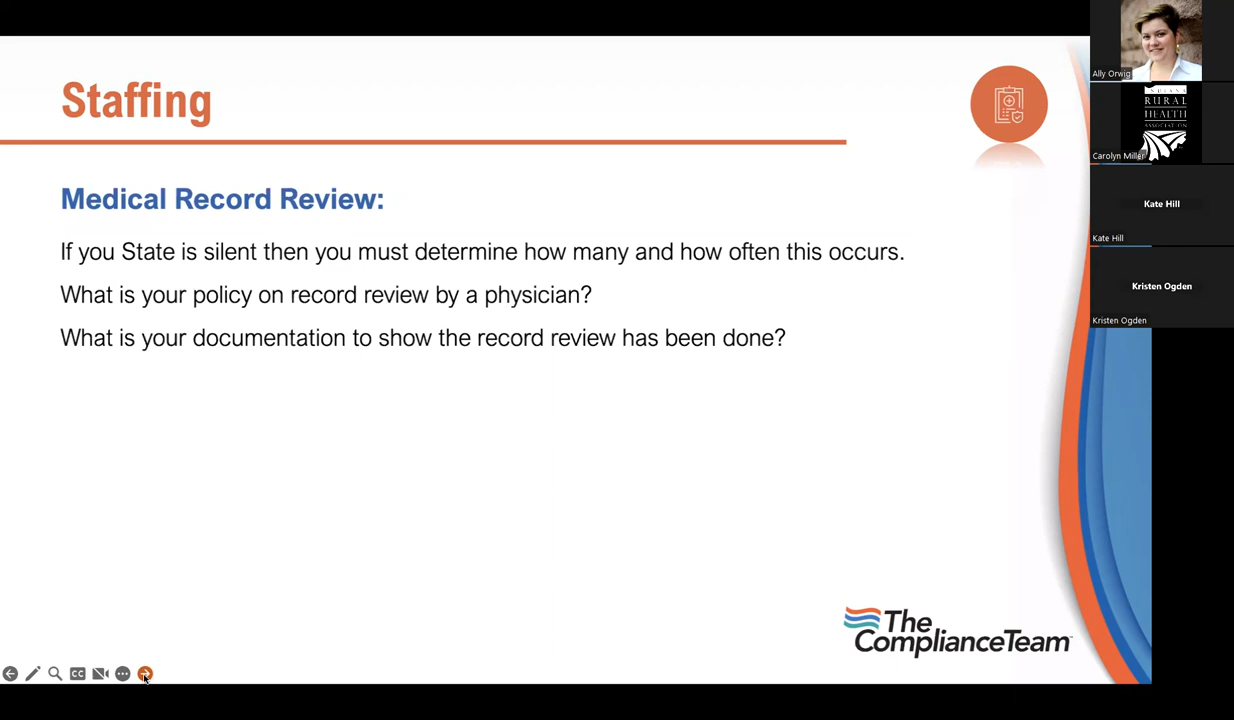 Staffing
Medical Record Review:
If you State is silent then you must determine how many and how often this occurs.
What is your policy on record review by a physician?
What is your documentation to show the record review has been done?
The
ComplianceTeam
CC
Ally Orwig
INDIANA
RURAL
HEALTH
ASSOCIATION
Carolyn Miller
Kate Hill
Kate Hill
Kristen Ogden
Kristen Ogden